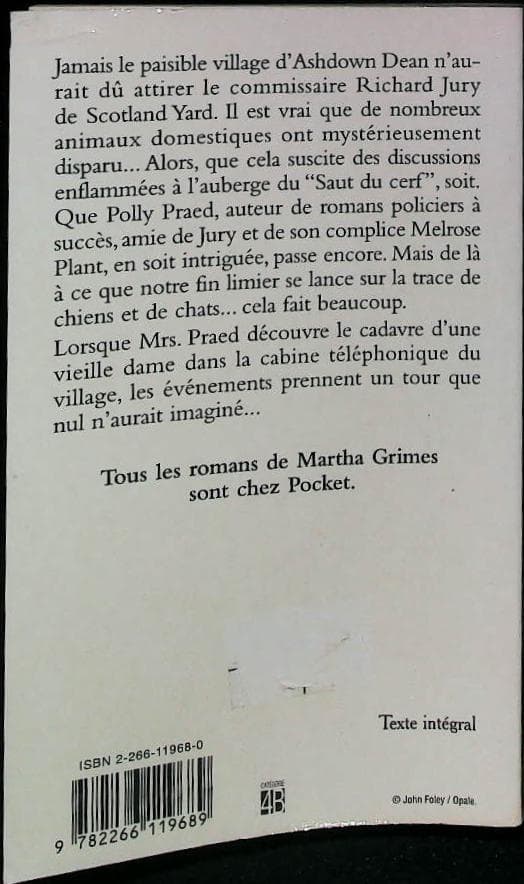 Jamais le paisible village d'Ashdown Dean n'au-
rait dû attirer le commissaire Richard Jury
de Scotland Yard. Il est vrai que de nombreux
animaux domestiques ont mystérieusement
disparu... Alors, que cela suscite des discussions
enflammées à l'auberge du "Saut du cerf", soit.
Que Polly Praed, auteur de romans policiers à
succès, amie de Jury et de son complice Melrose
Plant, en soit intriguée, passe encore. Mais de là
à ce que notre fin limier se lance sur la trace de
chiens et de chats... cela fait beaucoup.
Lorsque Mrs. Praed découvre le cadavre d'une
vieille dame dans la cabine téléphonique du
village, les événements prennent un tour que
nul n'aurait imaginé...
Tous les romans de Martha Grimes
sont chez Pocket.
Texte intégral
ISBN 2-266-11968-0
9 782266 119689
CATÉGORIE
4B
© John Foley / Opale.